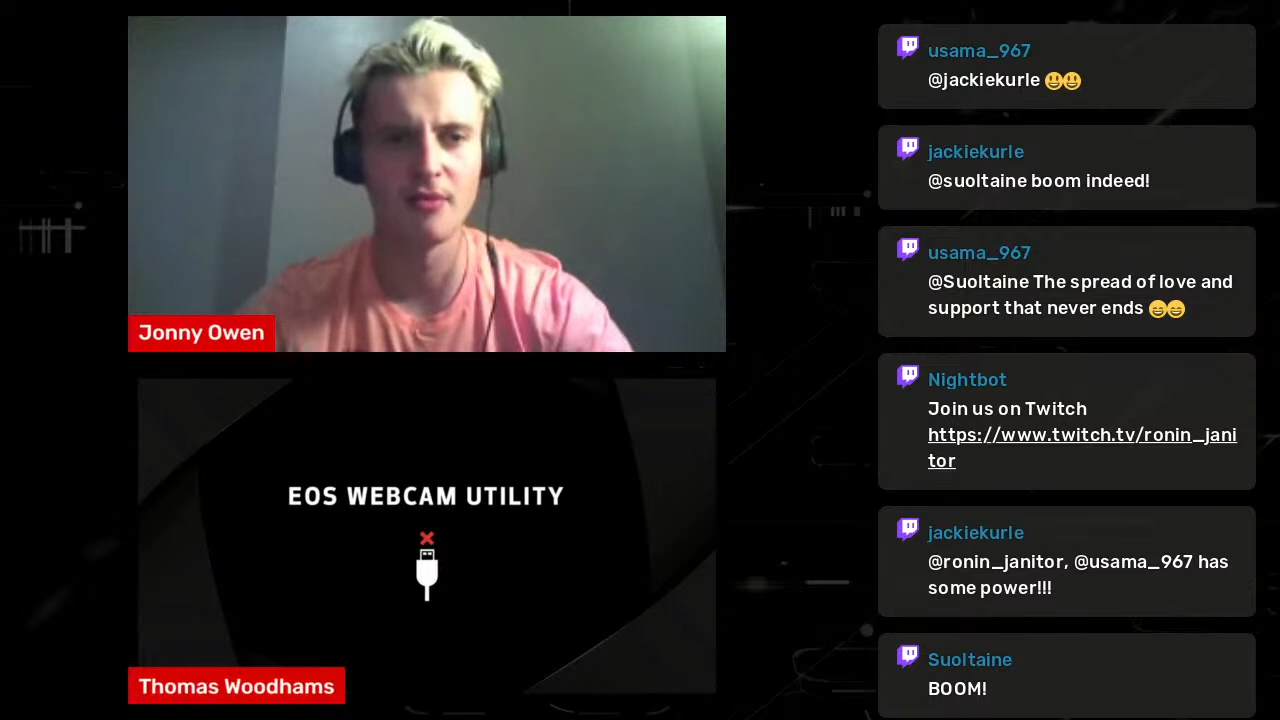 Jonny Owen
EOS WEBCAM UTILITY
Thomas Woodhams
usama_967
@jackiekurle 😃😃
jackiekurle
@suoltaine boom indeed!
usama_967
@Suoltaine The spread of love and
support that never ends 😄😄
Nightbot
Join us on Twitch
https://www.twitch.tv/ronin_jani
tor
jackiekurle
@ronin_janitor, @usama_967 has
some power!!!
Suoltaine
BOOM!